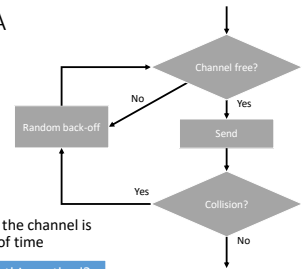 A
Channel free?
No
Yes
Random back-off
Send
Yes
Collision?
the channel is
of time
No